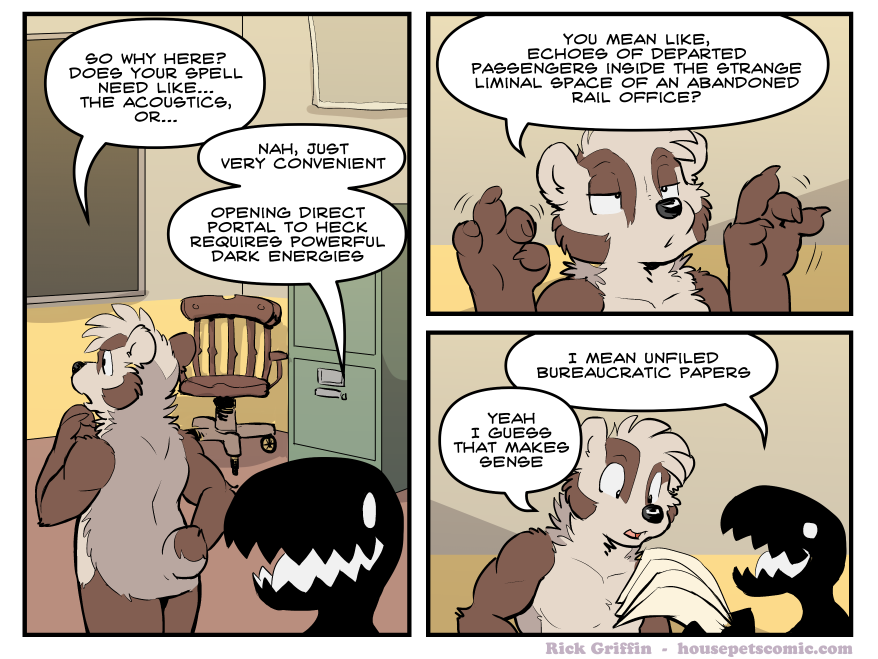 SO WHY HERE?
DOES YOUR SPELL
NEED LIKE...
THE ACOUSTICS,
OR...
NAH, JUST
VERY CONVENIENT
OPENING DIRECT
PORTAL TO HECK
REQUIRES POWERFUL
DARK ENERGIES
YOU MEAN LIKE,
ECHOES OF DEPARTED
PASSENGERS INSIDE THE STRANGE
LIMINAL SPACE OF AN ABANDONED
RAIL OFFICE?
I MEAN UNFILED
BUREAUCRATIC PAPERS
YEAH
I GUESS
THAT MAKES
SENSE
Rick Griffin - housepetscomic.com